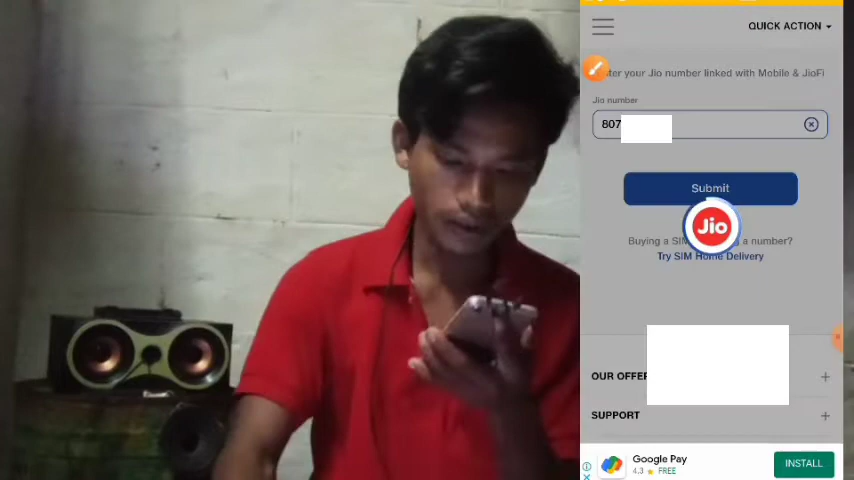 QUICK ACTION
ter your Jio number linked with Mobile & JioFi
Jio number
807
Submit
Jio
Buying a SIM a number?
Try SIM Home Delivery
OUR OFFER
SUPPORT
Google Pay
4.3 FREE
INSTALL